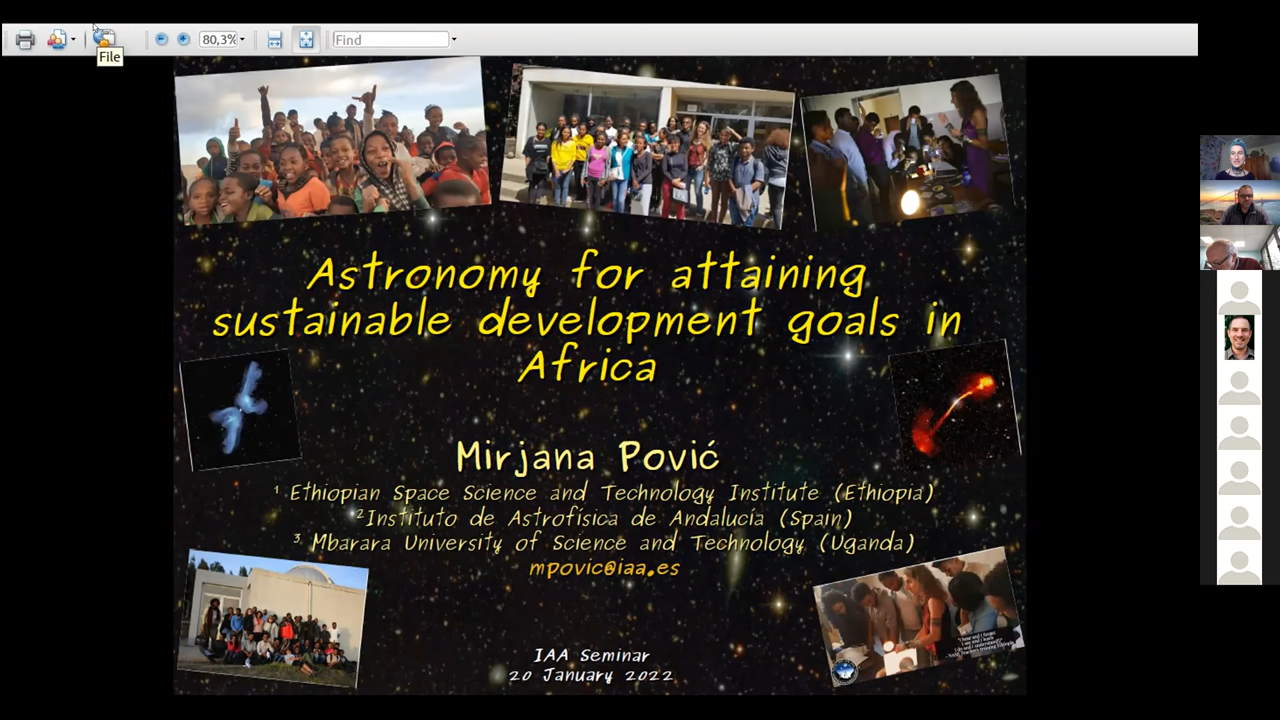 80,3%
Find
File
Astronomy for attaining
sustainable development goals in
Africa
Mirjana Pović
¹ Ethiopian Space Science and Technology Institute (Ethiopia)
²Instituto de Astrofísica de Andalucía (Spain)
³ Mbarara University of Science and Technology (Uganda)
mpovic@iaa.es
IAA Seminar
20 January 2022